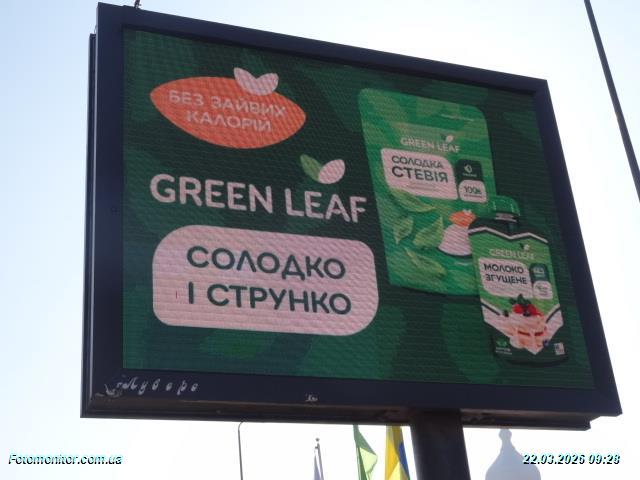 БЕЗ ЗАЙВИХ
КАЛОРІЙ
GREEN LEAF
СОЛОДКО
І СТРУНКО
GREEN LEAF
СОЛОДКА
СТЕВІЯ
100%
GREEN LEAF
МОЛОКО
ЗГУЩЕНЕ
Fotomonitor.com.ua
22.03.2026 09:28